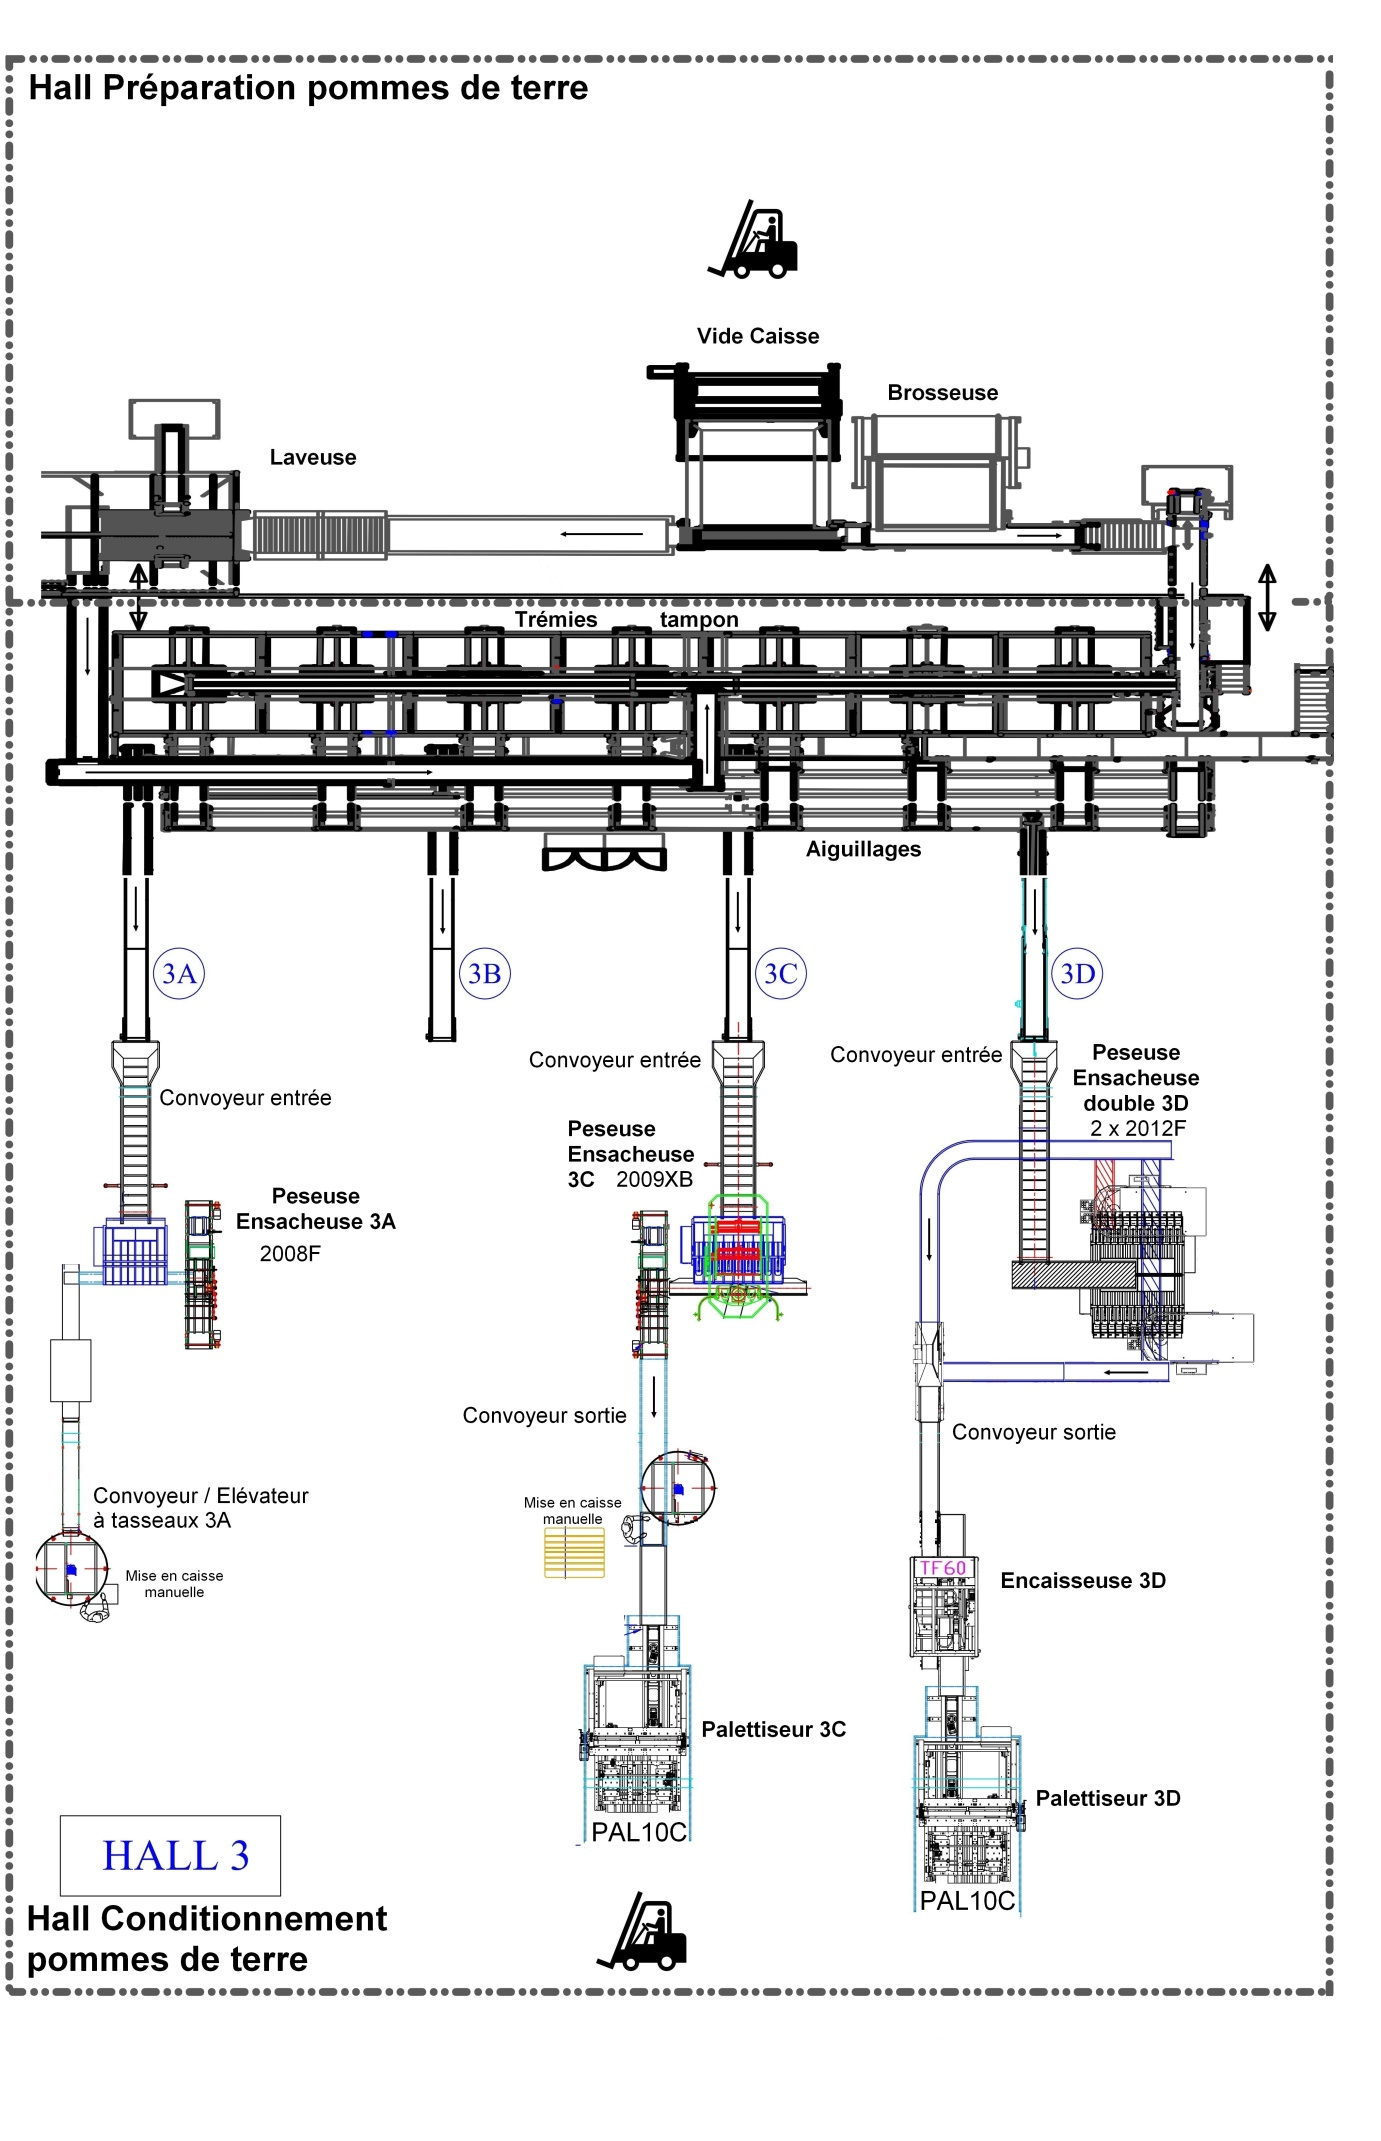 Hall Préparation pommes de terre
Vide Caisse
Brosseuse
Laveuse
Trémies tampon
Aiguillages
3A
3B
3C
3D
Convoyeur entrée
Convoyeur entrée
Convoyeur entrée
Peseuse
Ensacheuse
double 3D
2 x 2012F
Peseuse
Ensacheuse
3C 2009XB
Peseuse
Ensacheuse 3A
2008F
Convoyeur sortie
Convoyeur sortie
Convoyeur / Elévateur
à tasseaux 3A
Mise en caisse
manuelle
Mise en caisse
manuelle
TF60
Encaisseuse 3D
Palettiseur 3C
PAL10C
Palettiseur 3D
PAL10C
HALL 3
Hall Conditionnement
pommes de terre